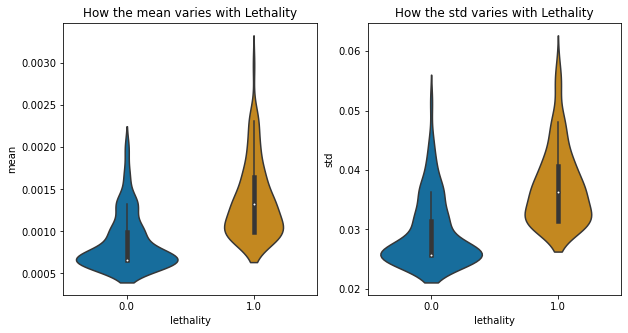 How the mean varies with Lethality
mean
0.0030
0.0025
0.0020
0.0015
0.0010
0.0005
0.0
1.0
lethality
How the std varies with Lethality
std
0.06
0.05
0.04
0.03
0.02
0.0
1.0
lethality